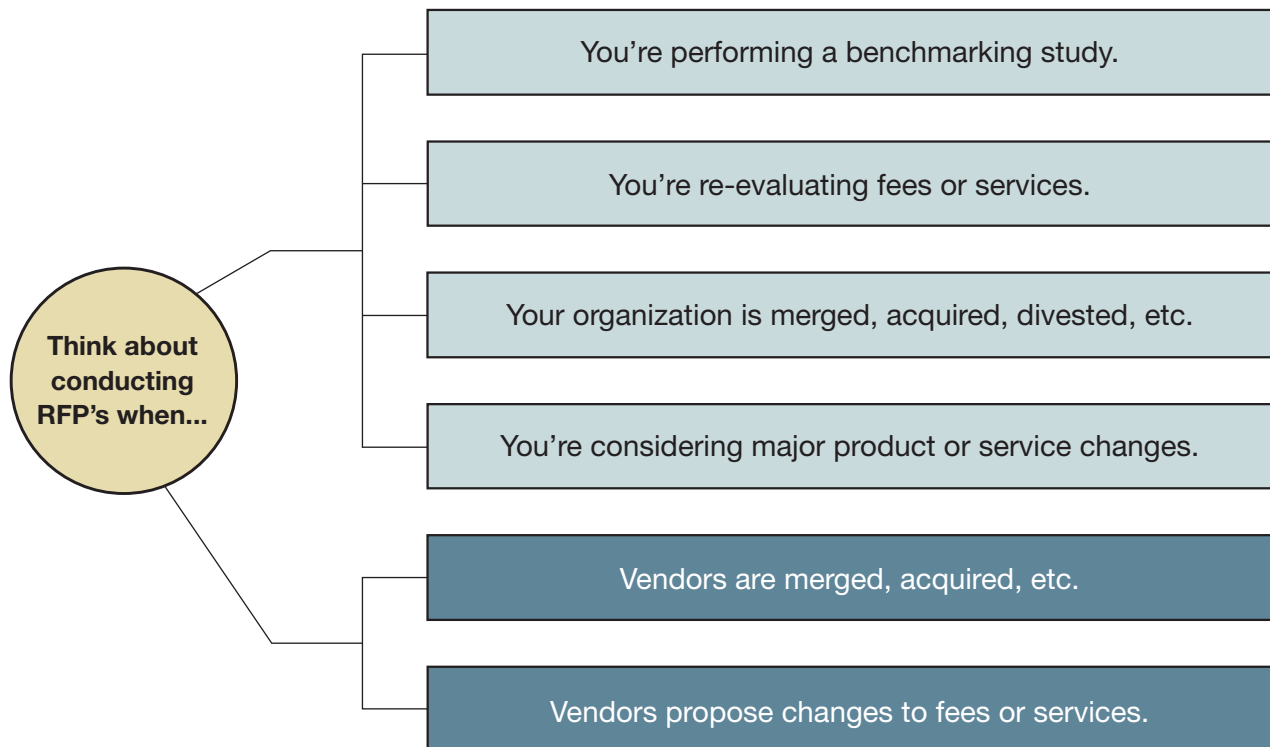 You’re performing a benchmarking study.
You’re re-evaluating fees or services.
Your organization is merged, acquired, divested, etc.
Think about
conducting
RFP’s when...
You’re considering major product or service changes.
Vendors are merged, acquired, etc.
Vendors propose changes to fees or services.